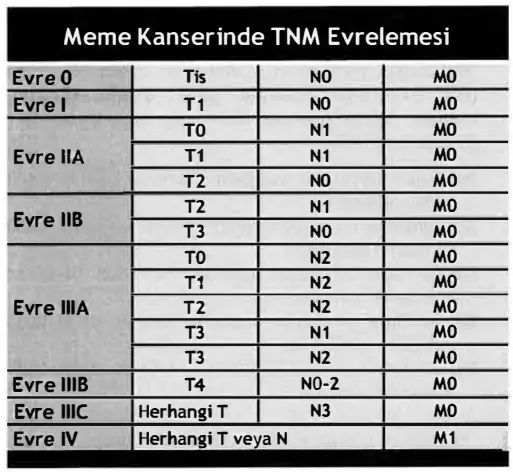 Meme Kanserinde TNM Evrelemesi
Evre 0 Tis N0 M0
Evre I T1 N0 M0
Evre IIA T0 N1 M0
T1 N1 M0
T2 N0 M0
Evre IIB T2 N1 M0
T3 N0 M0
Evre IIIA T0 N2 M0
T1 N2 M0
T2 N2 M0
T3 N1 M0
T3 N2 M0
Evre IIIB T4 N0-2 M0
Evre IIIC Herhangi T N3 M0
Evre IV Herhangi T veya N M1